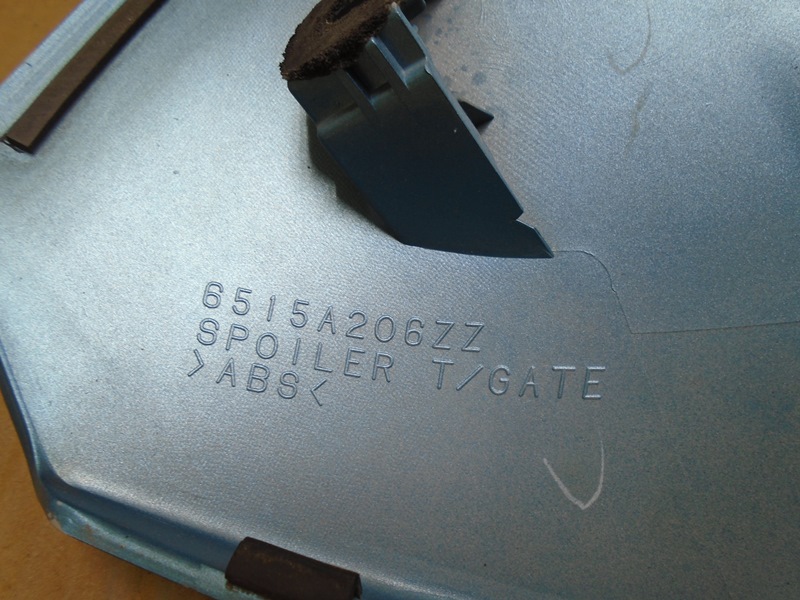 6515A206ZZ
SPOILER T/GATE
>ABS<